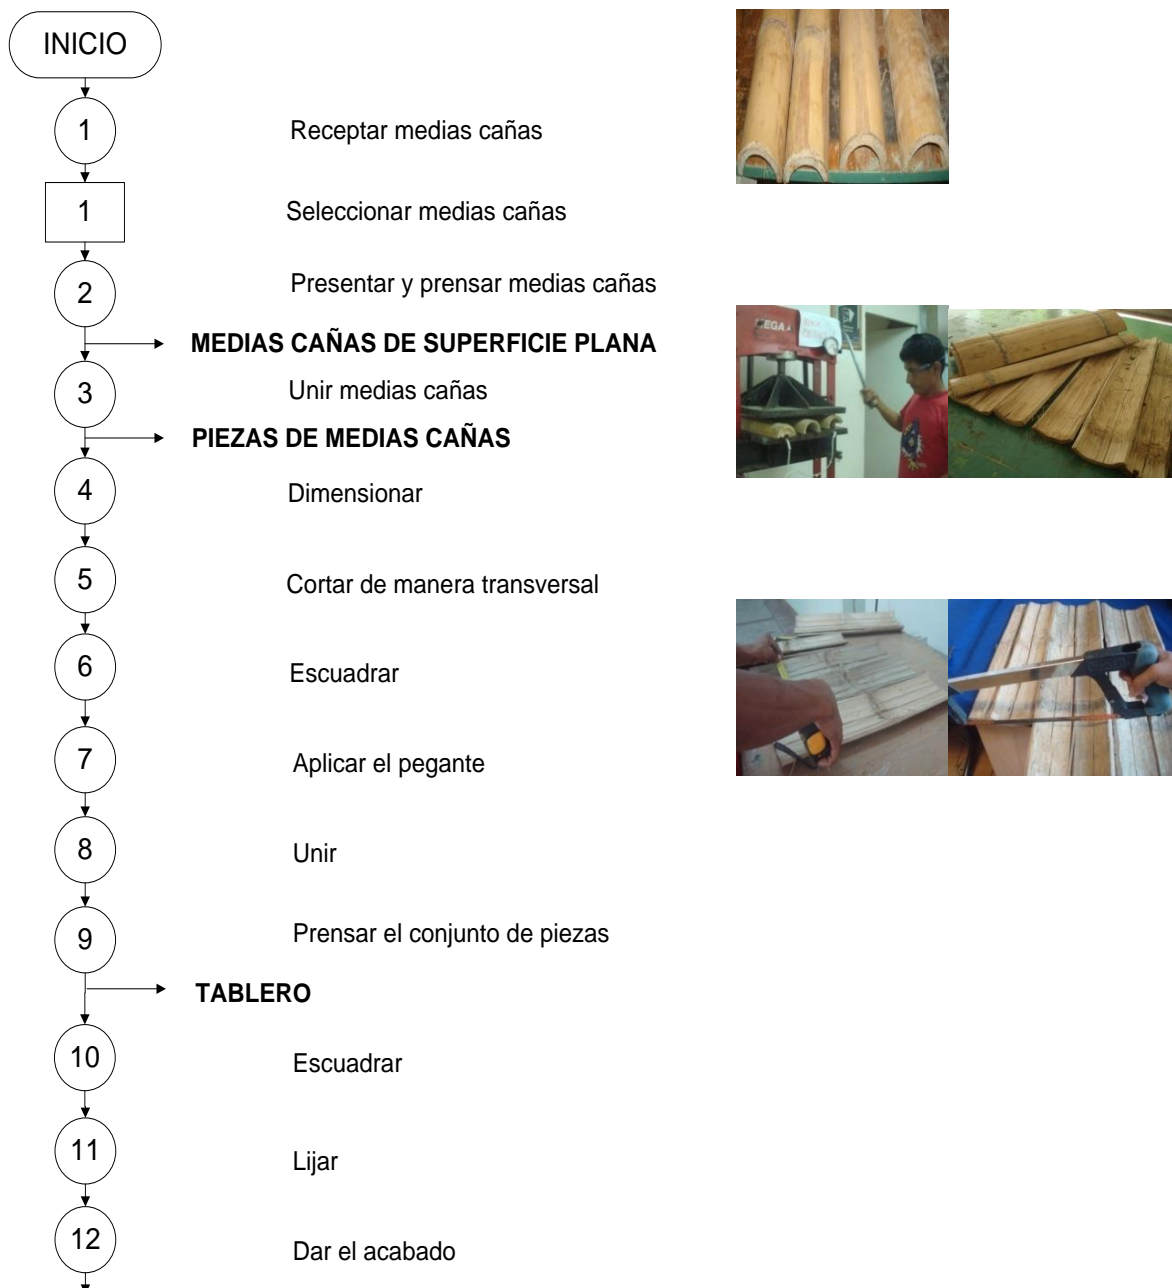 INICIO
1 Receptar medias cañas
1 Seleccionar medias cañas
2 Presentar y prensar medias cañas
MEDIAS CAÑAS DE SUPERFICIE PLANA
3 Unir medias cañas
PIEZAS DE MEDIAS CAÑAS
4 Dimensionar
5 Cortar de manera transversal
6 Escuadrar
7 Aplicar el pegante
8 Unir
9 Prensar el conjunto de piezas
TABLERO
10 Escuadrar
11 Lijar
12 Dar el acabado